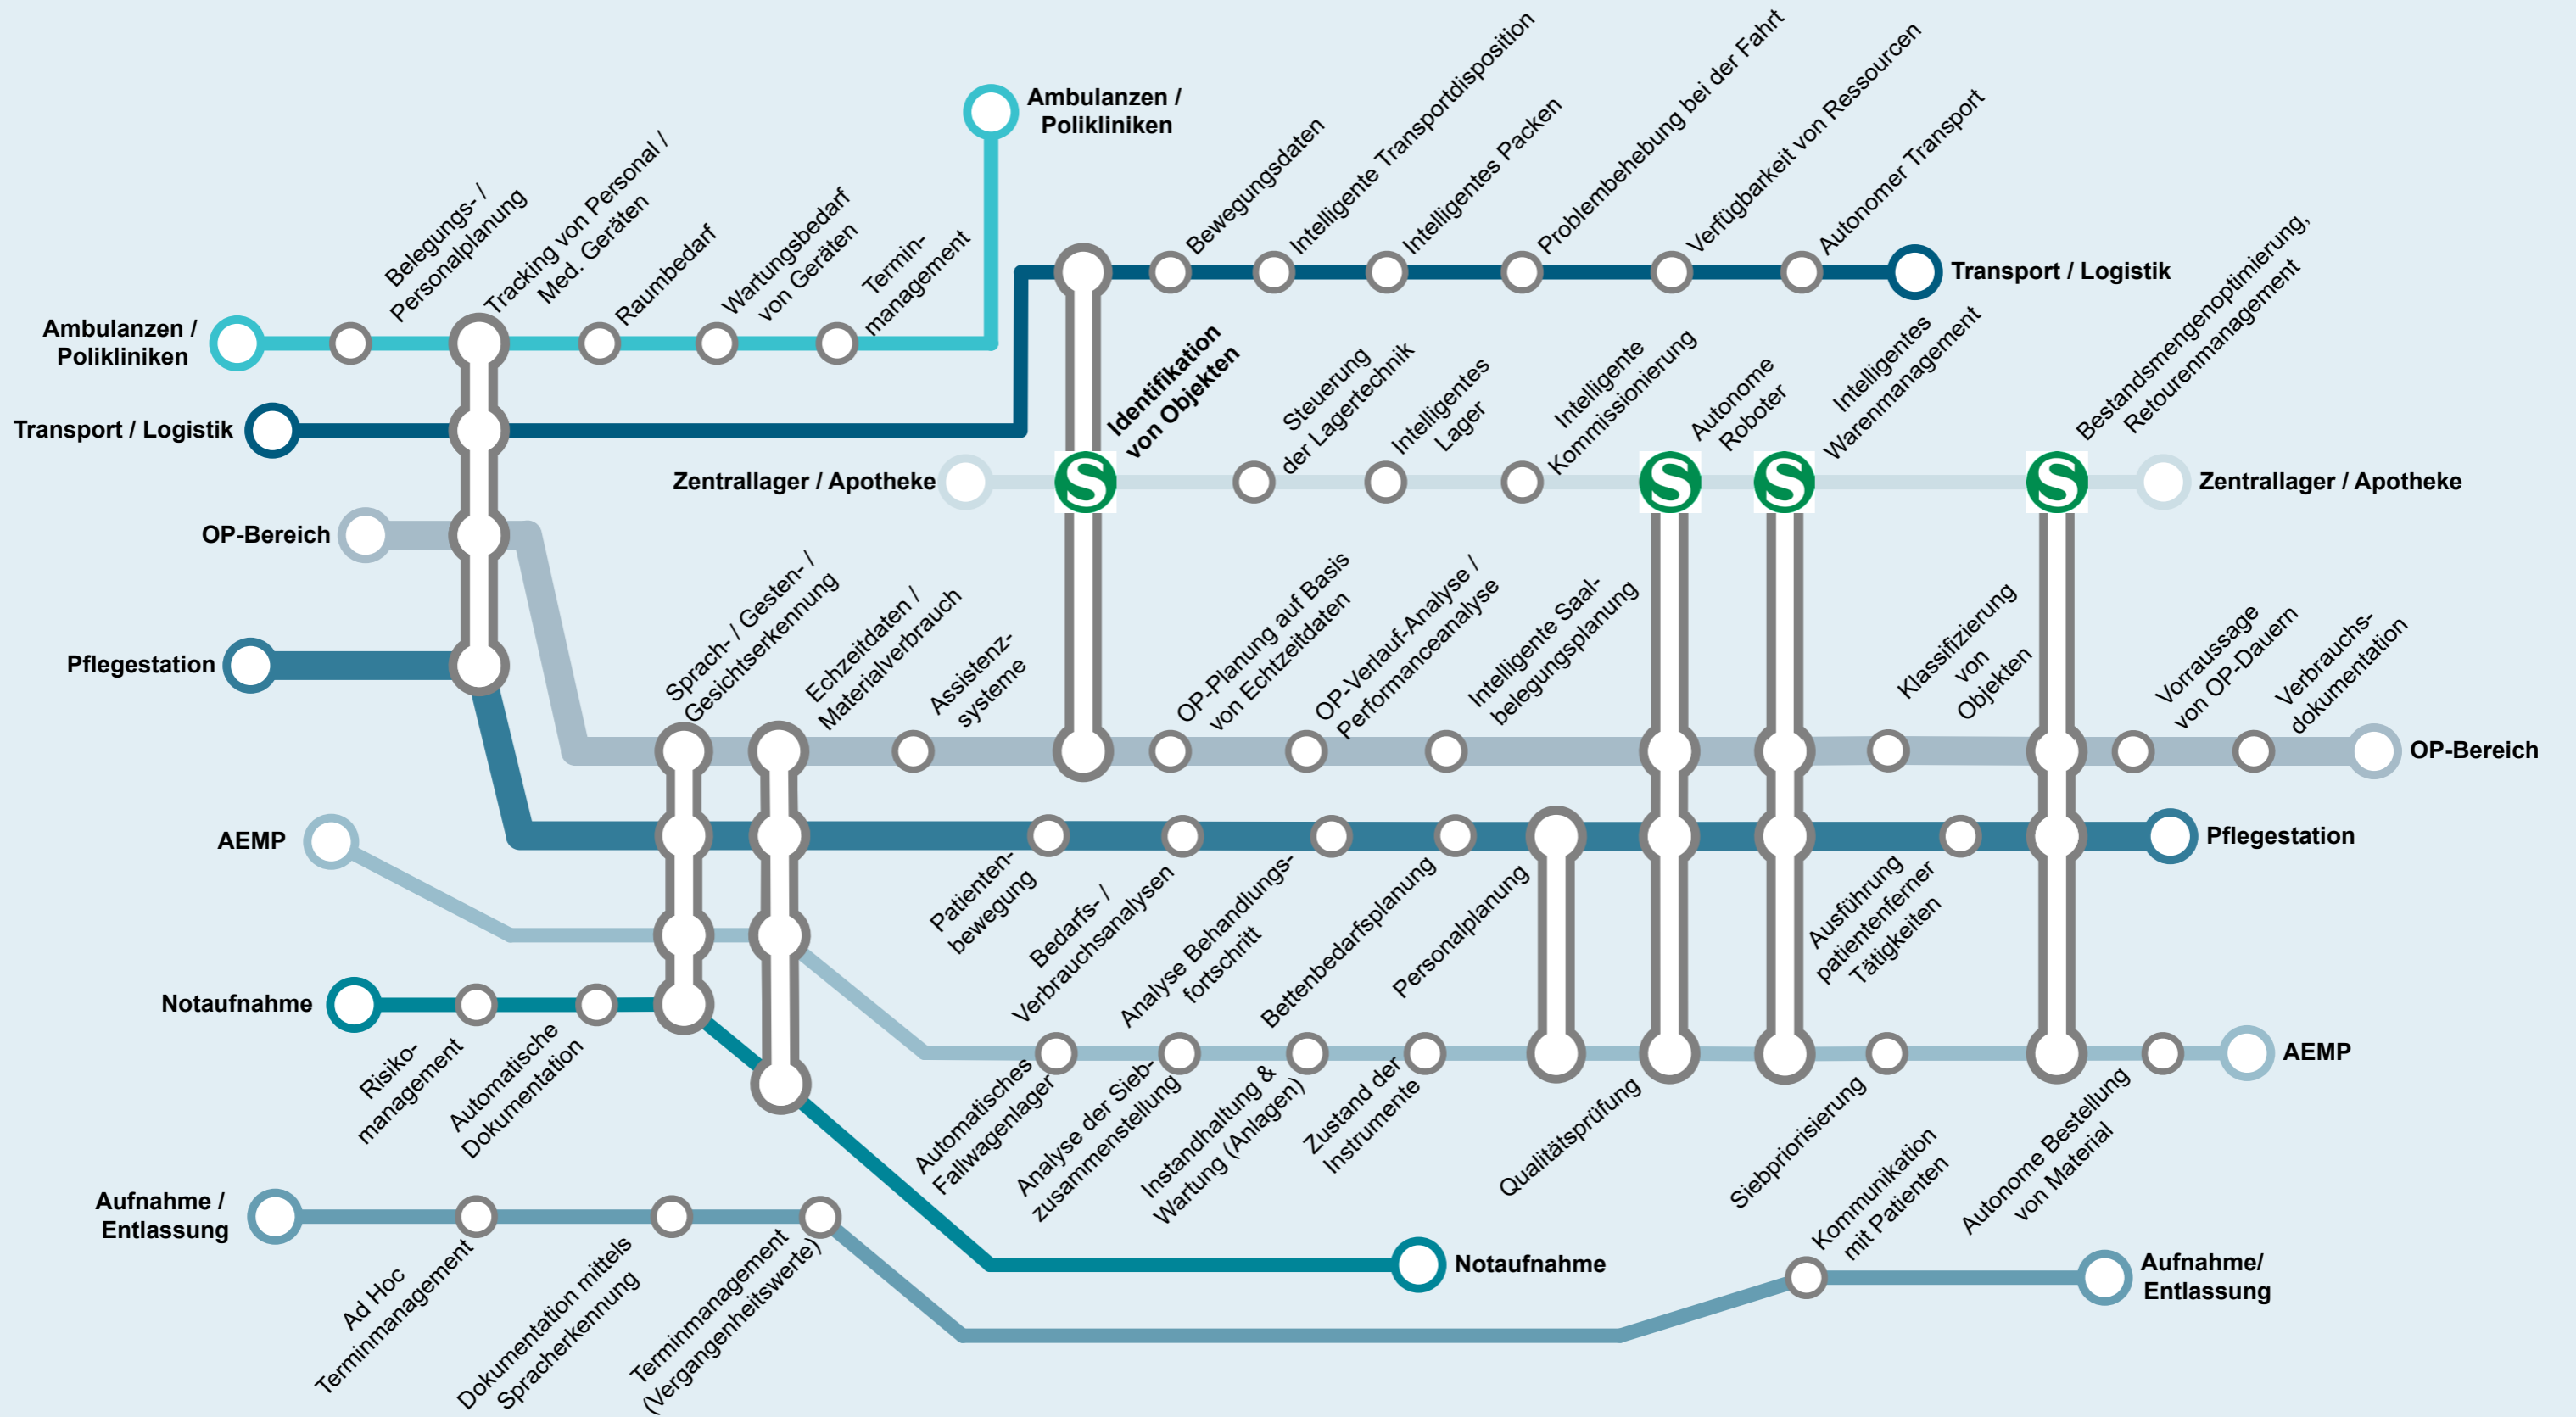 Ambulanzen /
Polikliniken
Belegungs- /
Personalplanung
Tracking von Personal /
Med. Geräten
Raumbedarf
Wartungsbedarf
von Geräten
Termin-
management
Ambulanzen /
Polikliniken
Transport / Logistik
Bewegungsdaten
Intelligente Transportdisposition
Intelligentes Packen
Problembehebung bei der Fahrt
Verfügbarkeit von Ressourcen
Autonomer Transport
Transport / Logistik
Zentrallager / Apotheke
S
Identifikation
von Objekten
Steuerung
der Lagertechnik
Intelligentes
Lager
Intelligente
Kommissionierung
S
Autonome
Roboter
S
Intelligentes
Warenmanagement
S
Bestandsmengenoptimierung,
Retourenmanagement
Zentrallager / Apotheke
OP-Bereich
Sprach- / Gesten- /
Gesichtserkennung
Echzeitdaten /
Materialverbrauch
Assistenz-
systeme
OP-Planung auf Basis
von Echtzeitdaten
OP-Verlauf-Analyse /
Performanceanalyse
Intelligente Saal-
belegungsplanung
Klassifizierung
von
Objekten
Vorraussage
von OP-Dauern
Verbrauchs-
dokumentation
OP-Bereich
Pflegestation
Patienten-
bewegung
Bedarfs- /
Verbrauchsanalysen
Analyse Behandlungs-
fortschritt
Bettenbedarfsplanung
Personalplanung
Ausführung
patientenferner
Tätigkeiten
Pflegestation
AEMP
Automatisches
Fallwagenlager
Analyse der Sieb-
zusammenstellung
Instandhaltung &
Wartung (Anlagen)
Zustand der
Instrumente
Qualitätsprüfung
Siebpriorisierung
Autonome Bestellung
von Material
AEMP
Notaufnahme
Risiko-
management
Automatische
Dokumentation
Notaufnahme
Aufnahme /
Entlassung
Ad Hoc
Terminmanagement
Dokumentation mittels
Spracherkennung
Terminmanagement
(Vergangenheitswerte)
Kommunikation
mit Patienten
Aufnahme/
Entlassung